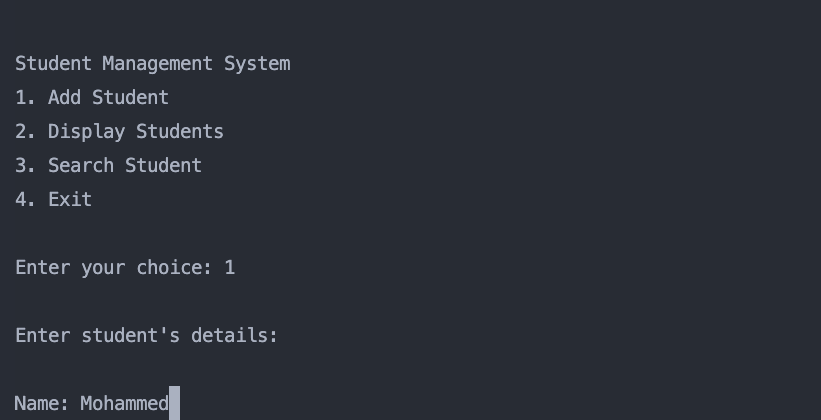 Student Management System
1. Add Student
2. Display Students
3. Search Student
4. Exit
Enter your choice: 1
Enter student's details:
Name: Mohammed